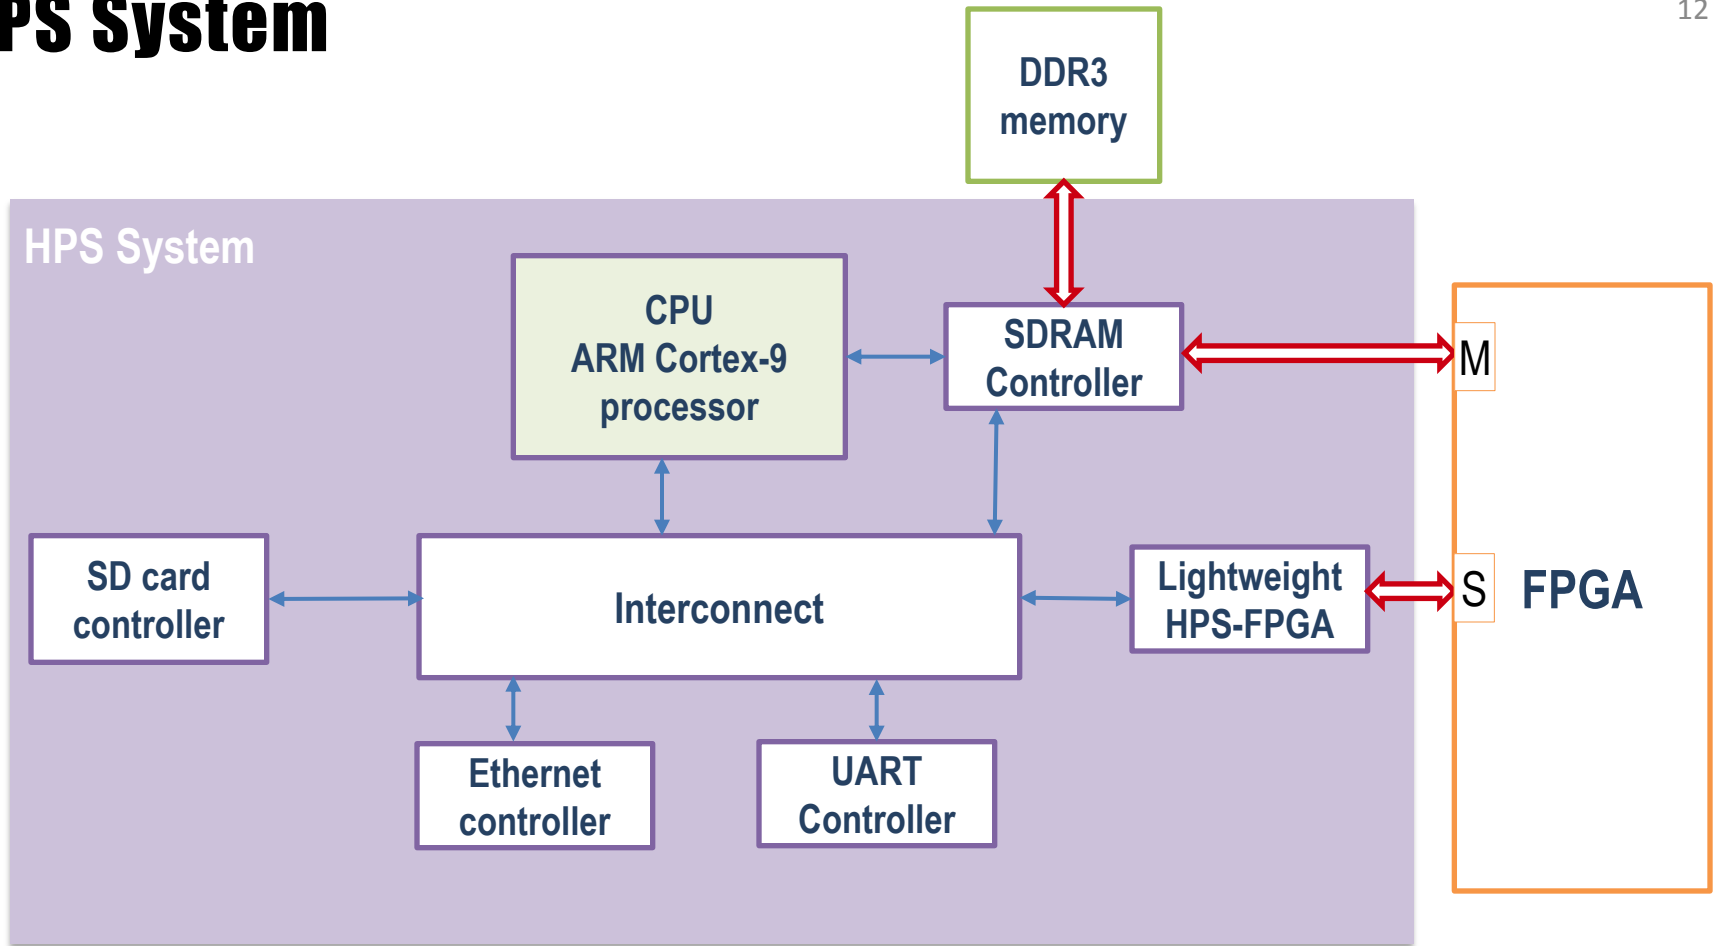 PS System
12
DDR3
memory
HPS System
CPU
ARM Cortex-9
processor
SDRAM
Controller
M
SD card
controller
Interconnect
Lightweight
HPS-FPGA
S
FPGA
Ethernet
controller
UART
Controller